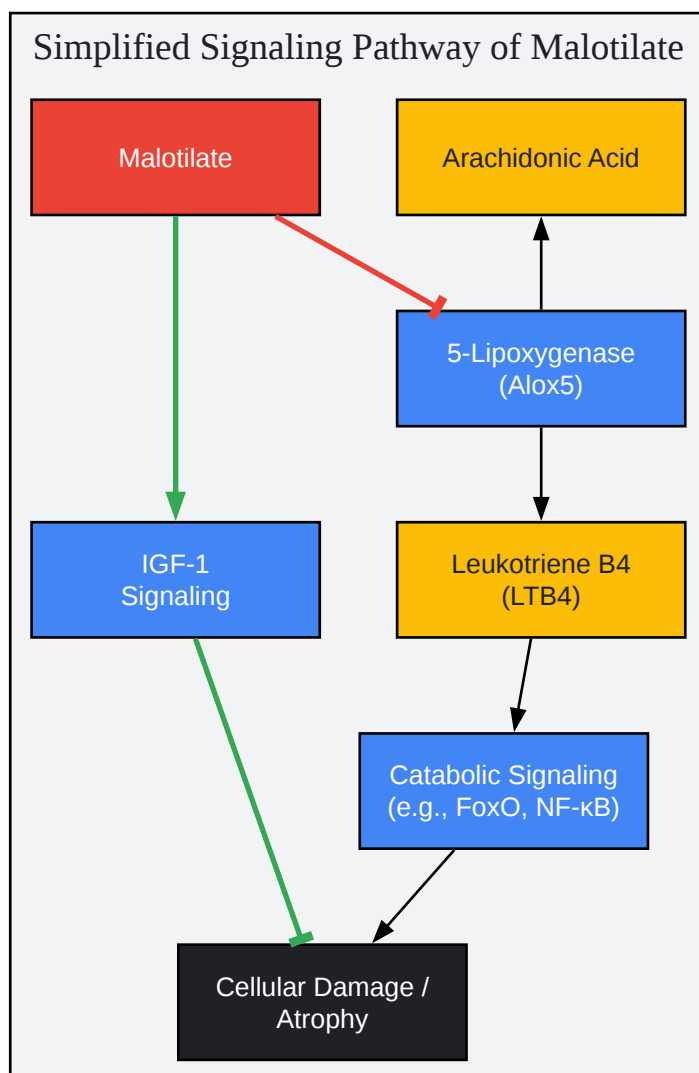 Simplified Signaling Pathway of Malotilate
Malotilate
Arachidonic Acid
5-Lipoxygenase
(Alox5)
IGF-1
Signaling
Leukotriene B4
(LTB4)
Catabolic Signaling
(e.g., FoxO, NF-κB)
Cellular Damage /
Atrophy